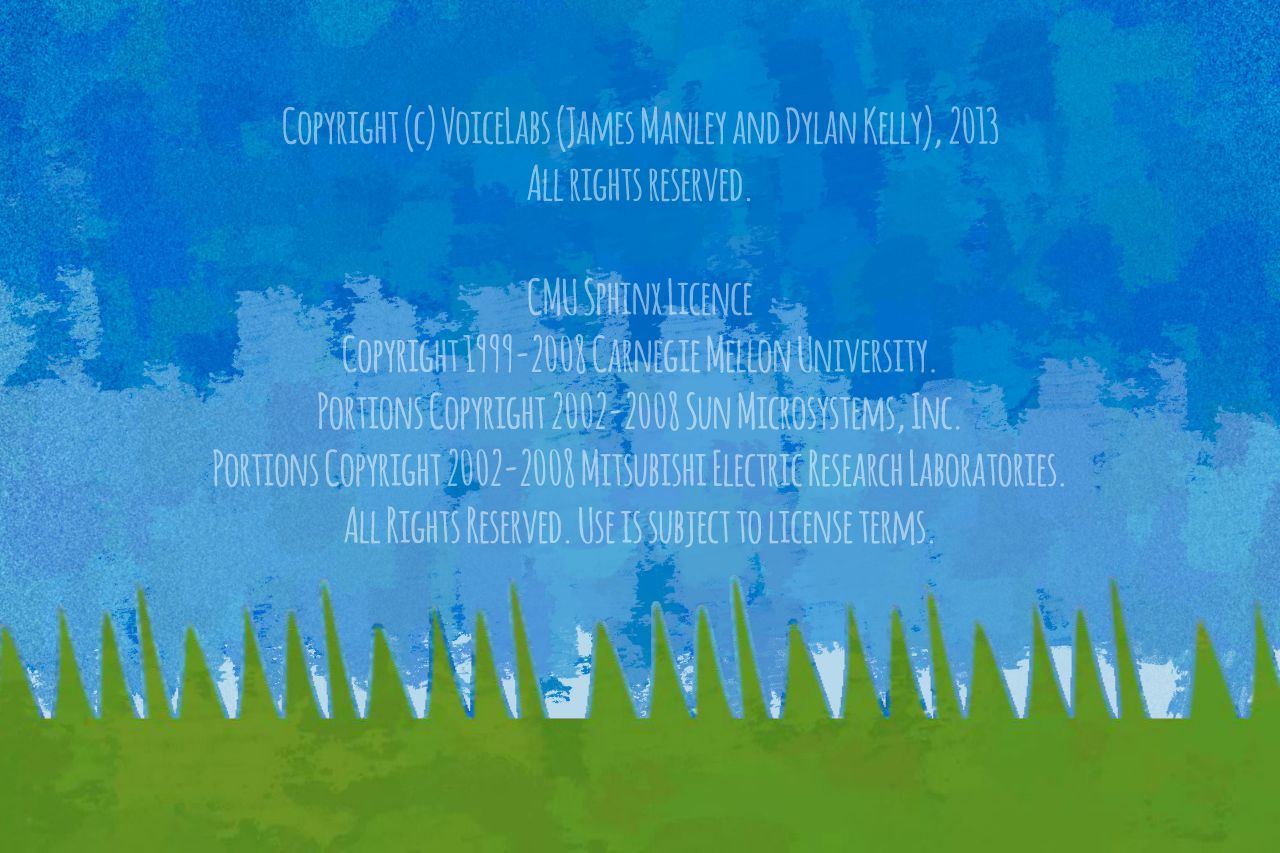 Copyright (c) VoiceLabs (James Manley and Dylan Kelly), 2013
All rights reserved.
CMU Sphinx Licence
Copyright 1999-2008 Carnegie Mellon University.
Portions Copyright 2002-2008 Sun Microsystems, Inc.
Portions Copyright 2002-2008 Mitsubishi Electric Research Laboratories.
All Rights Reserved. Use is subject to license terms.